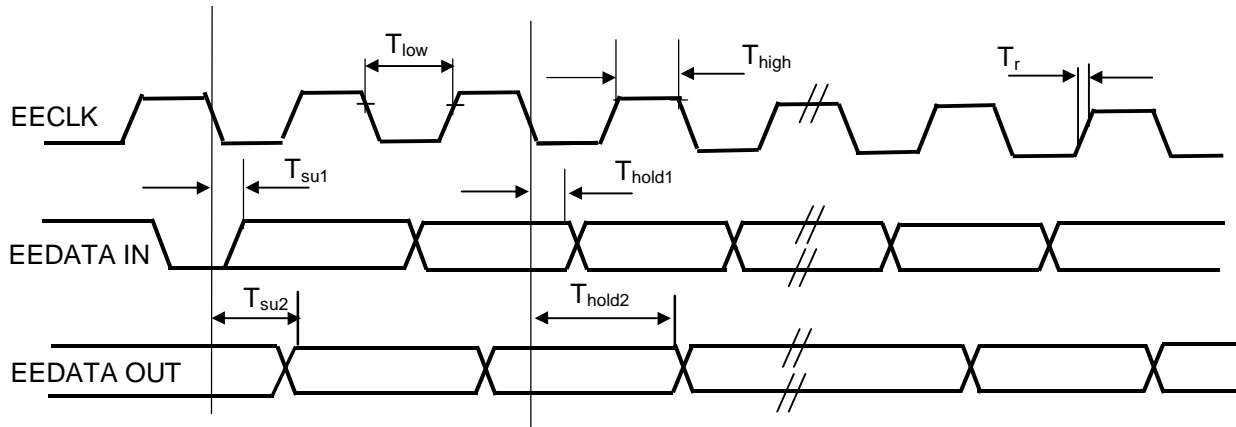 T_low
T_high
T_r
EECLK
T_su1
T_hold1
EEDATA IN
T_su2
T_hold2
EEDATA OUT